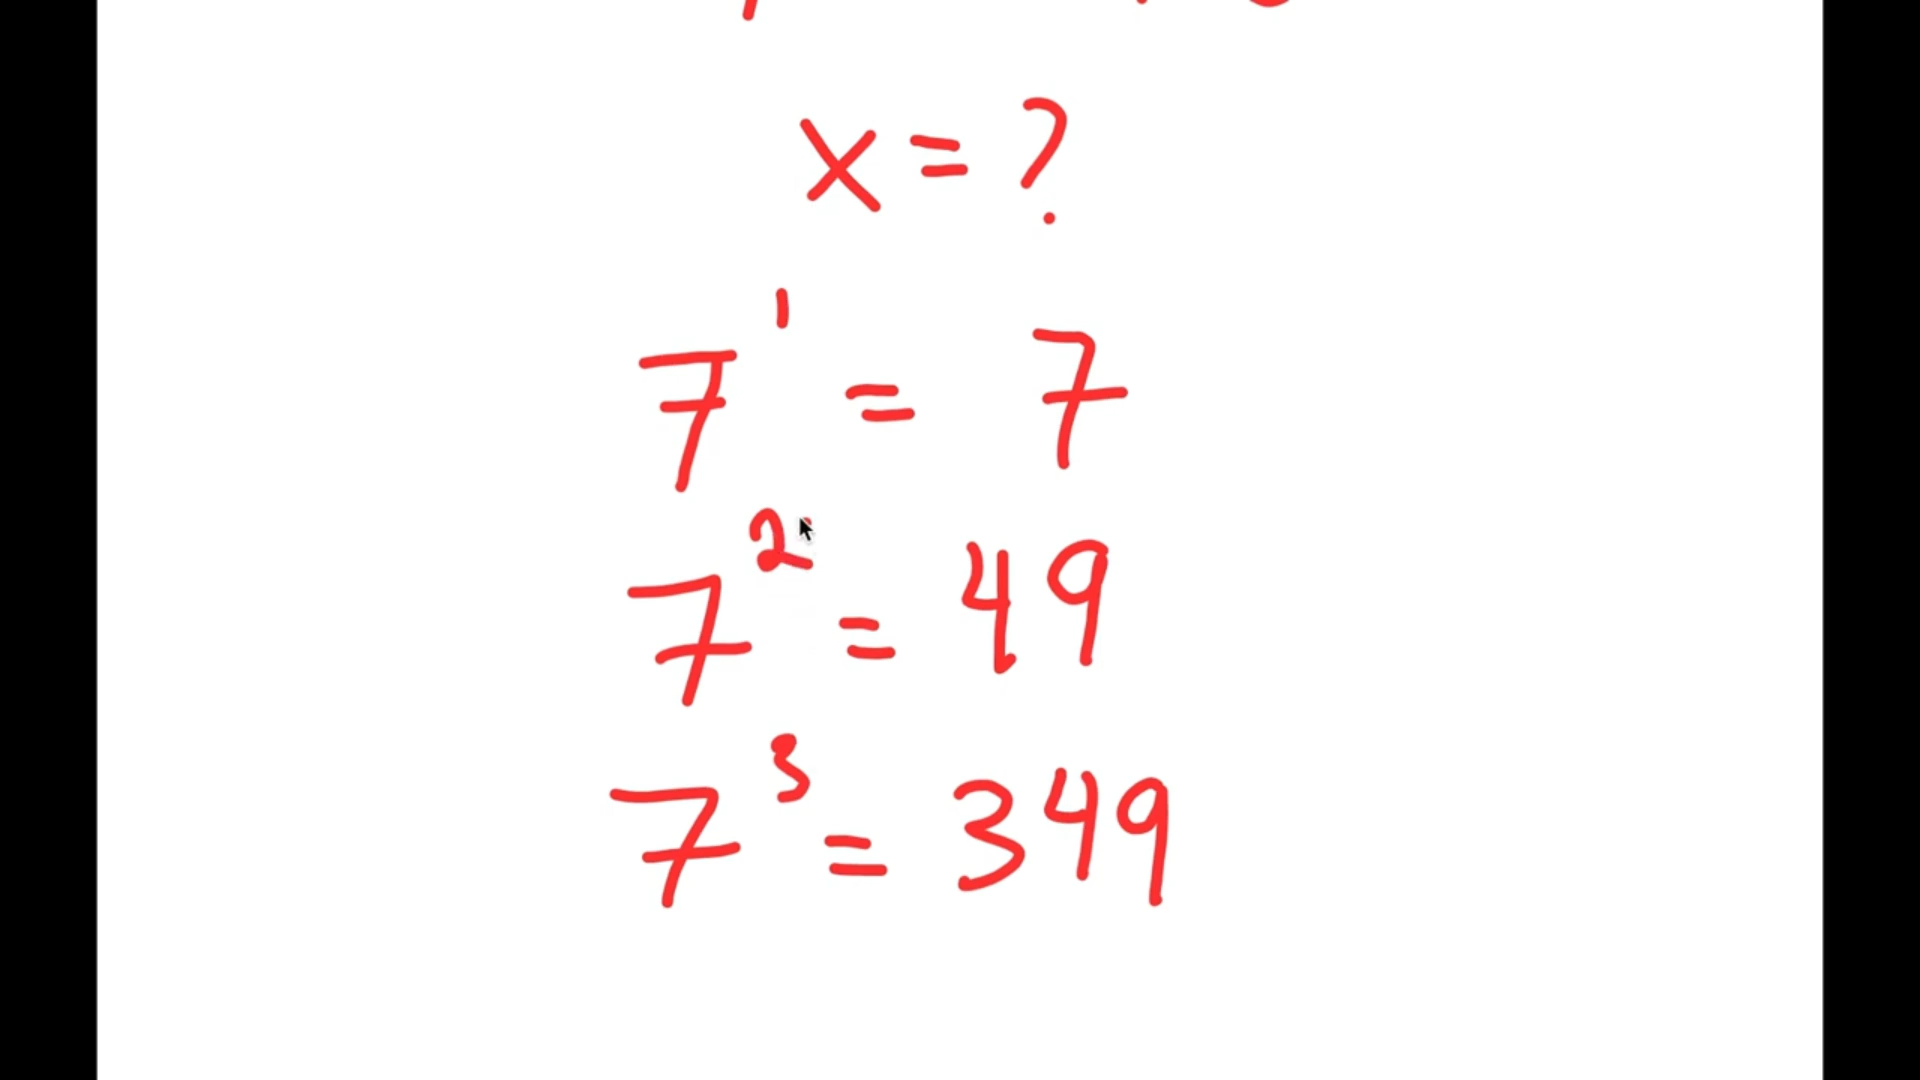 x = ?
7¹ = 7
7² = 49
7³ = 349